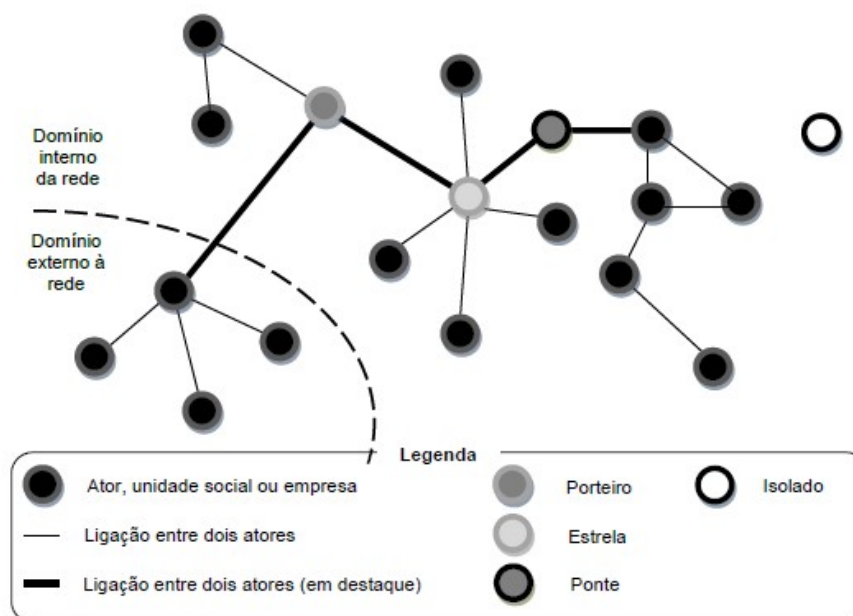 Domínio
interno
da rede
Domínio
externo à
rede
Legenda
Ator, unidade social ou empresa
Porteiro
Isolado
Ligação entre dois atores
Estrela
Ligação entre dois atores (em destaque)
Ponte